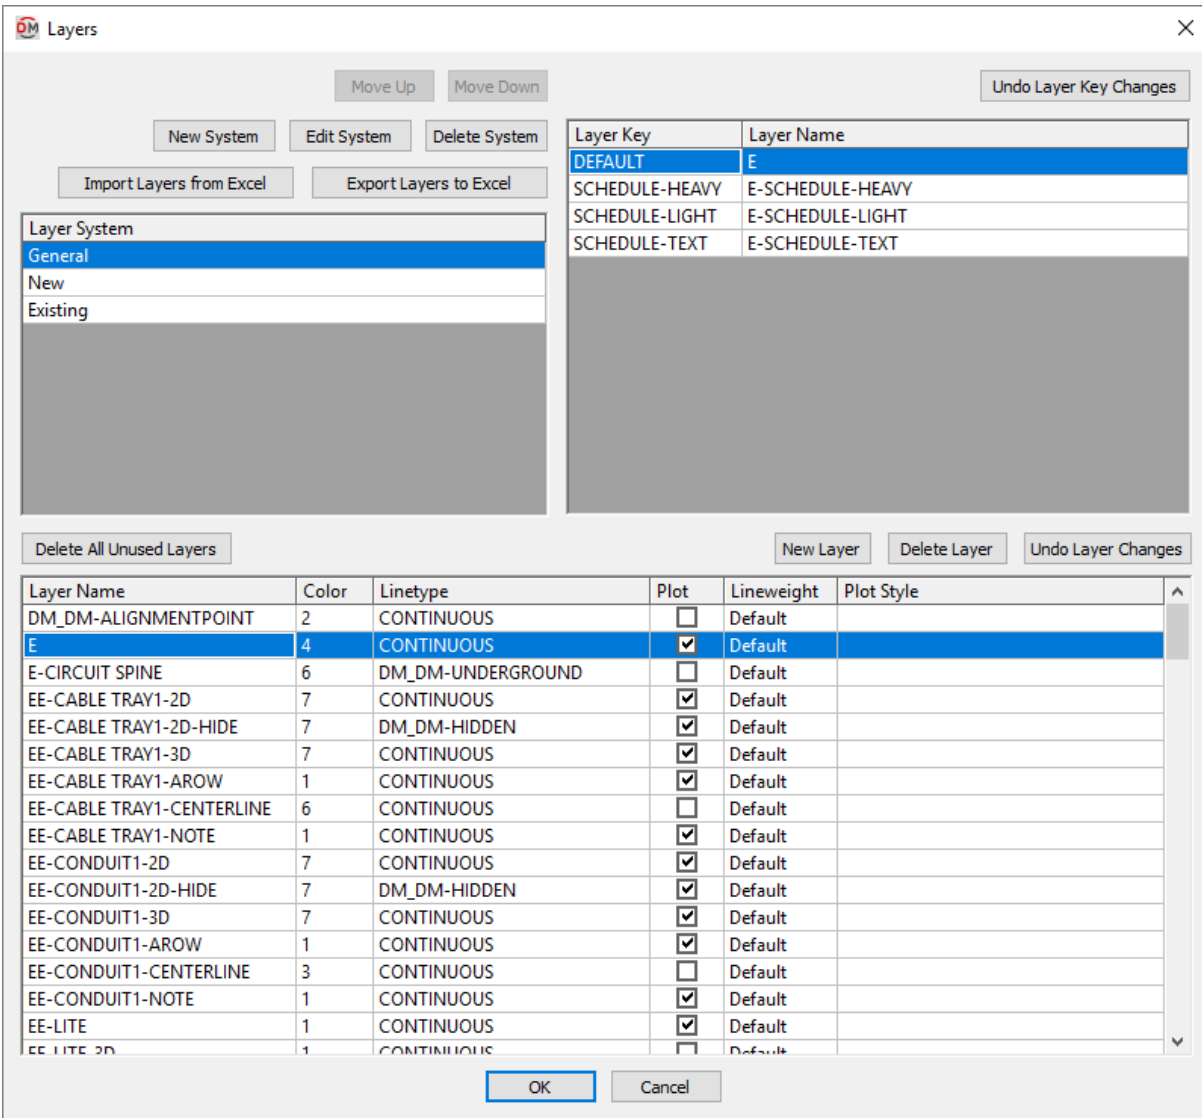 DM Layers
Move Up Move Down Undo Layer Key Changes
New System Edit System Delete System
Import Layers from Excel Export Layers to Excel
Layer System
General
New
Existing
Layer Key Layer Name
DEFAULT E
SCHEDULE-HEAVY E-SCHEDULE-HEAVY
SCHEDULE-LIGHT E-SCHEDULE-LIGHT
SCHEDULE-TEXT E-SCHEDULE-TEXT
Delete All Unused Layers New Layer Delete Layer Undo Layer Changes
Layer Name Color Linetype Plot Lineweight Plot Style
DM_DM-ALIGNMENTPOINT 2 CONTINUOUS Default
E 4 CONTINUOUS Default
E-CIRCUIT SPINE 6 DM_DM-UNDERGROUND Default
EE-CABLE TRAY1-2D 7 CONTINUOUS Default
EE-CABLE TRAY1-2D-HIDE 7 DM_DM-HIDDEN Default
EE-CABLE TRAY1-3D 7 CONTINUOUS Default
EE-CABLE TRAY1-AROW 1 CONTINUOUS Default
EE-CABLE TRAY1-CENTERLINE 6 CONTINUOUS Default
EE-CABLE TRAY1-NOTE 1 CONTINUOUS Default
EE-CONDUIT1-2D 7 CONTINUOUS Default
EE-CONDUIT1-2D-HIDE 7 DM_DM-HIDDEN Default
EE-CONDUIT1-3D 7 CONTINUOUS Default
EE-CONDUIT1-AROW 1 CONTINUOUS Default
EE-CONDUIT1-CENTERLINE 3 CONTINUOUS Default
EE-CONDUIT1-NOTE 1 CONTINUOUS Default
EE-LITE 1 CONTINUOUS Default
EE-LITE-3D 1 CONTINUOUS Default
OK Cancel